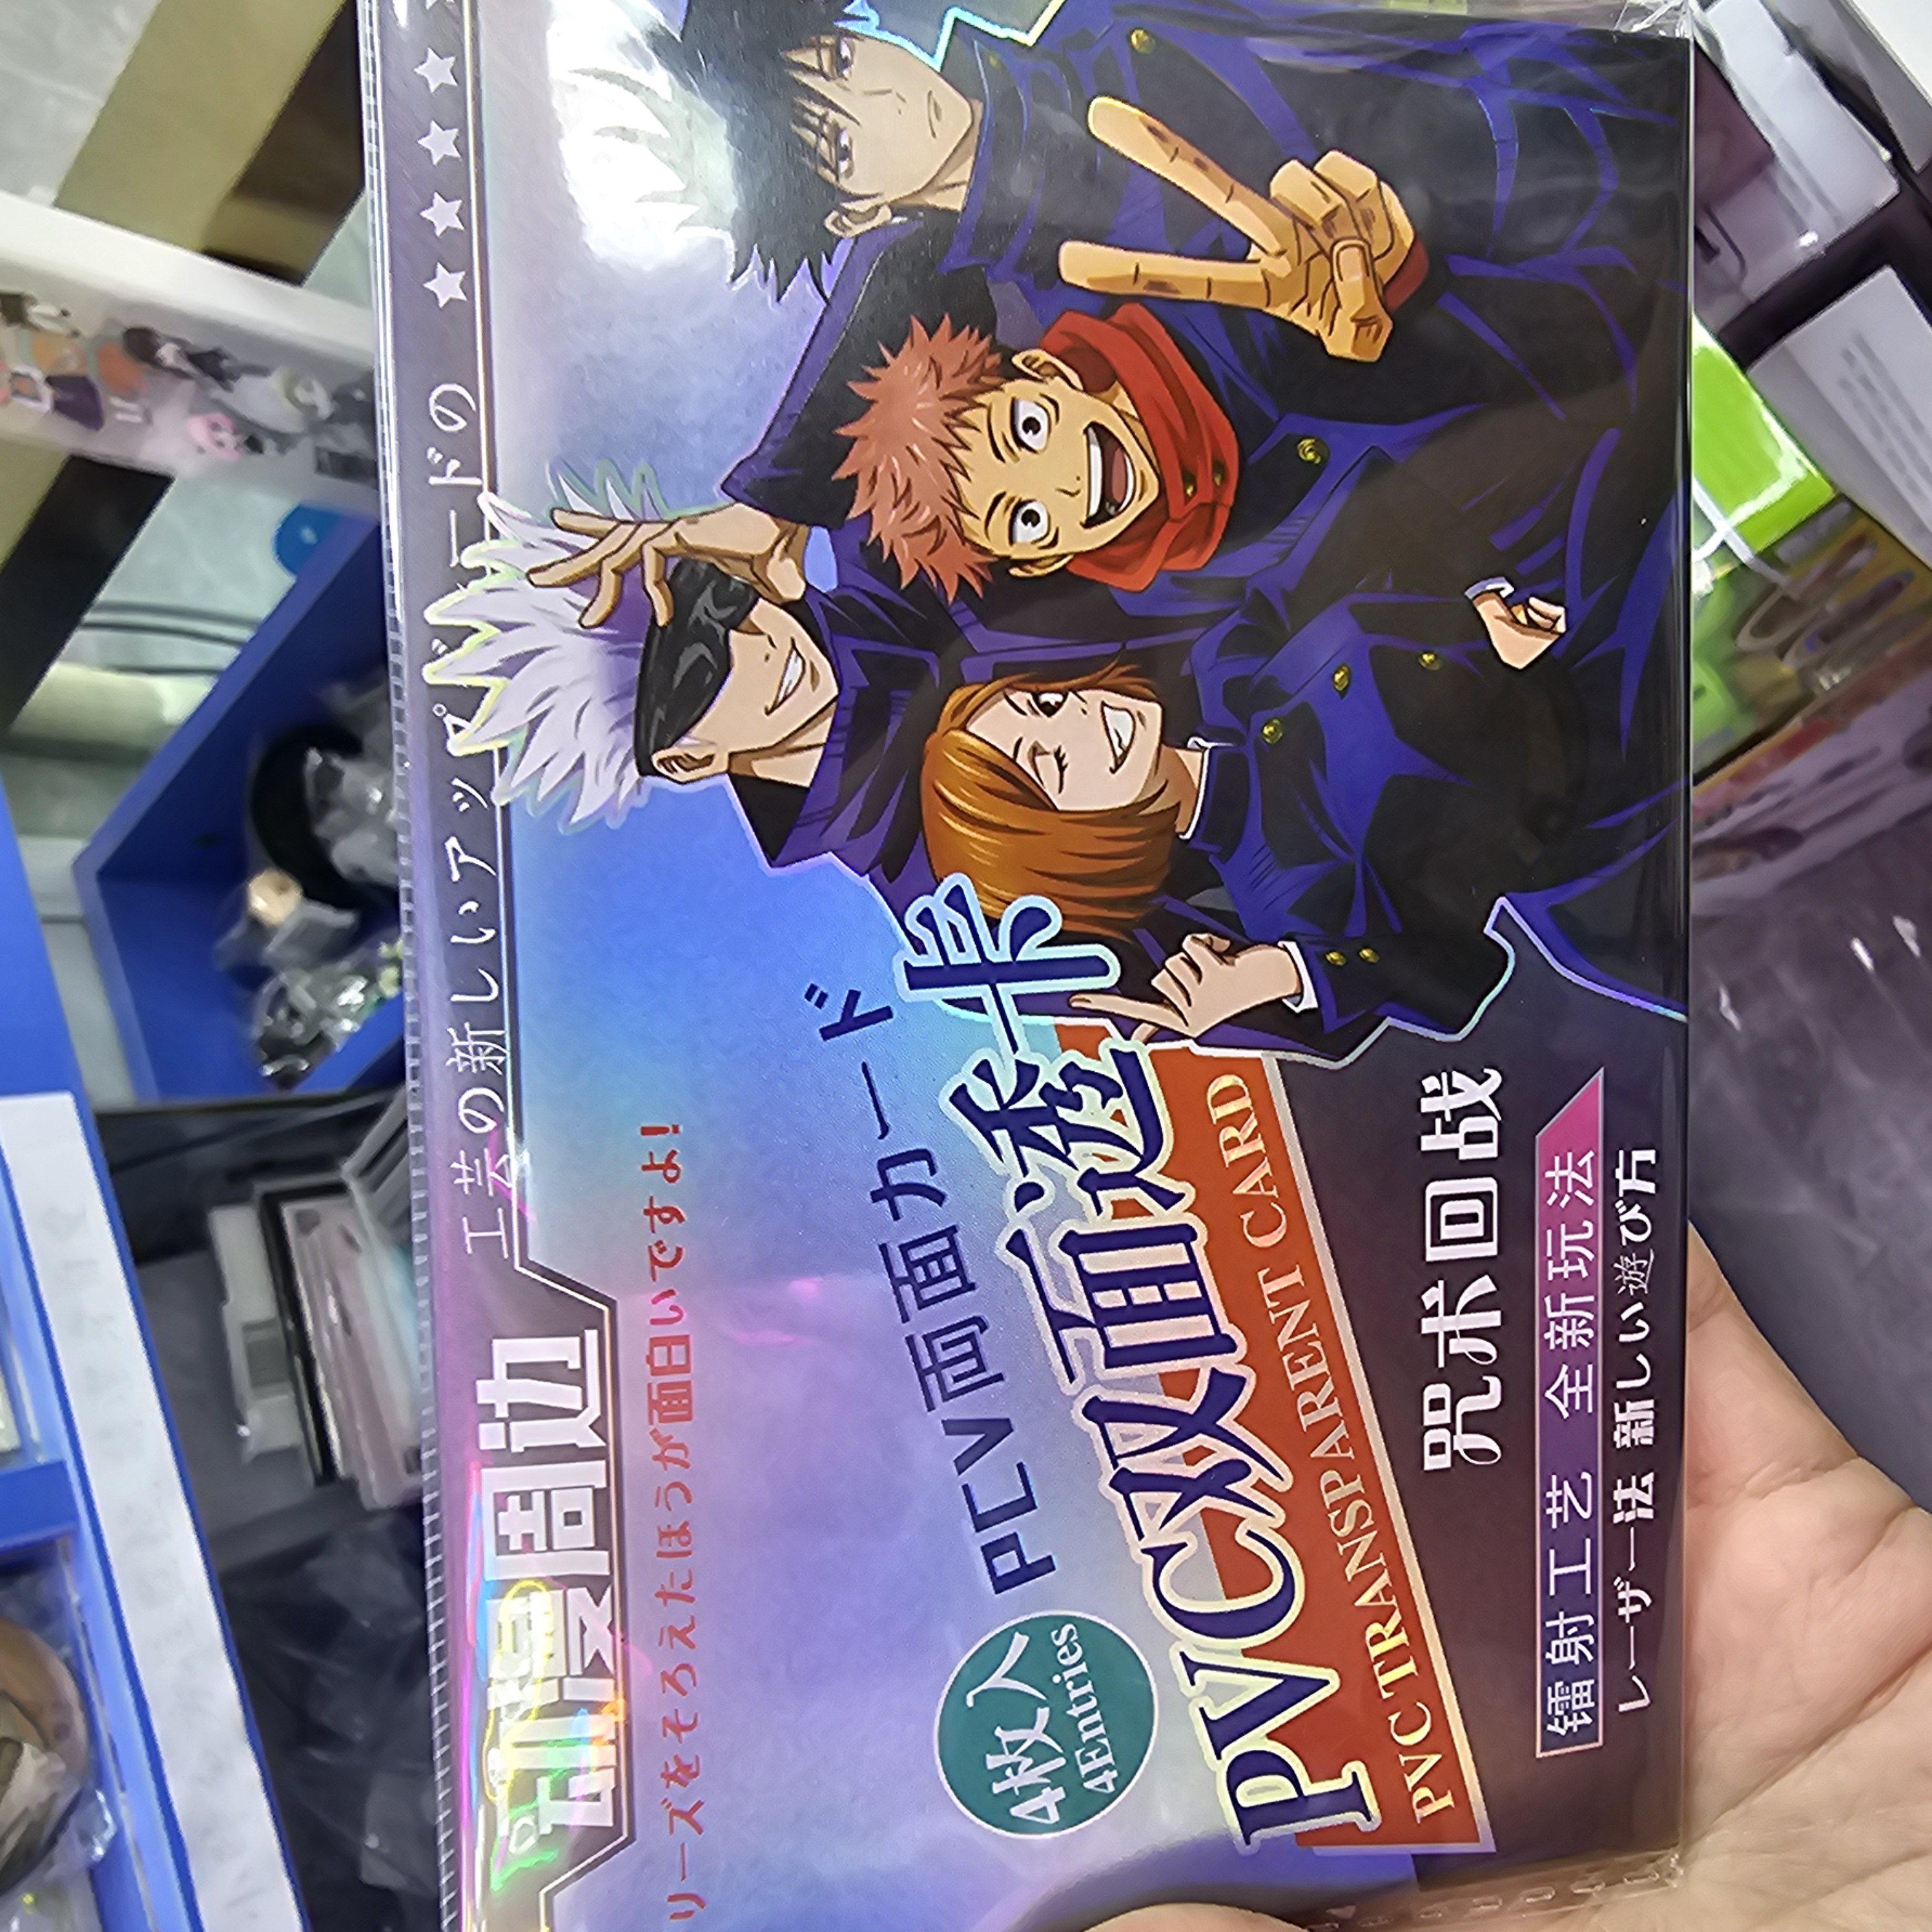 工芸の新しいアップグレードの ★★★★
动漫周边
リーズをそろえたほうが面白いですよ!
PCV両面カード
4枚入
4Entries
PVC双面透卡
PVC TRANSPARENT CARD
咒术回战
镭射工艺 全新玩法
レーザー法 新しい遊び方